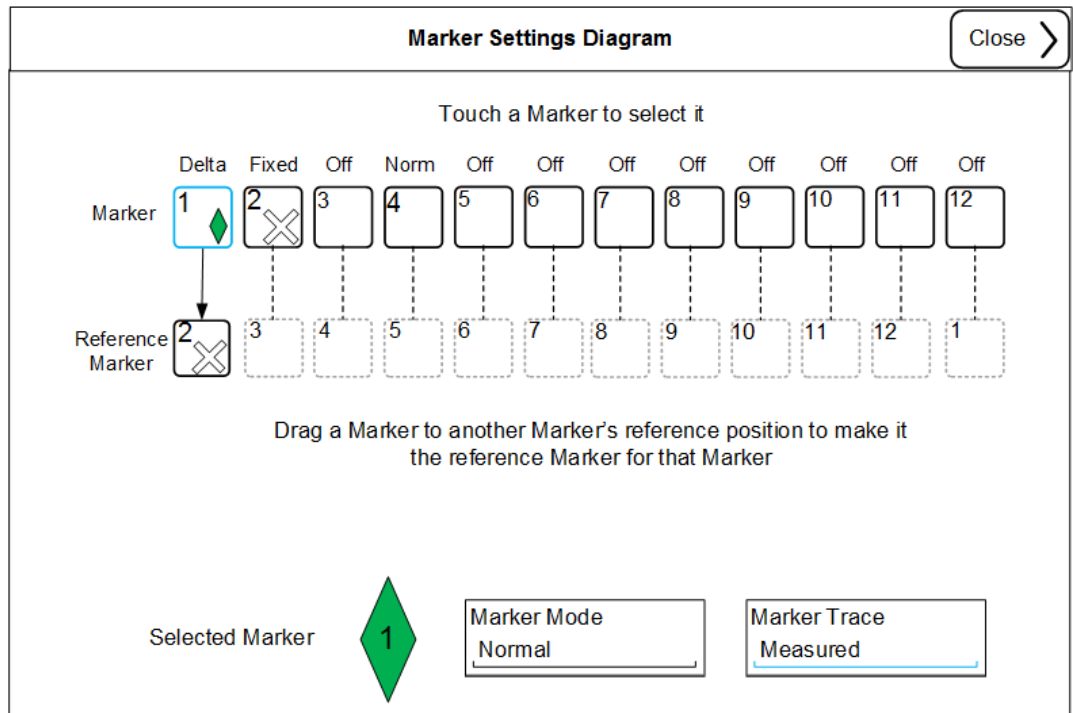 Marker Settings Diagram
Close
Touch a Marker to select it
Delta Fixed Off Norm Off Off Off Off Off Off Off Off
Marker 1 2 3 4 5 6 7 8 9 10 11 12
Reference
Marker
2 3 4 5 6 7 8 9 10 11 12 1
Drag a Marker to another Marker's reference position to make it
the reference Marker for that Marker
Selected Marker
1
Marker Mode
Normal
Marker Trace
Measured